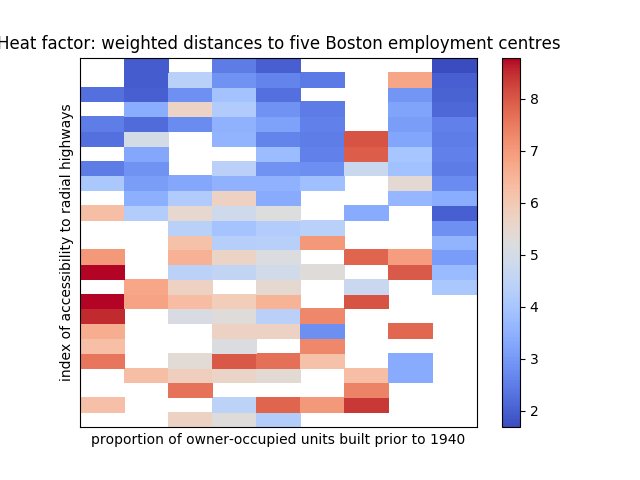 Heat factor: weighted distances to five Boston employment centres
index of accessibility to radial highways
8
7
6
5
4
3
2
proportion of owner-occupied units built prior to 1940